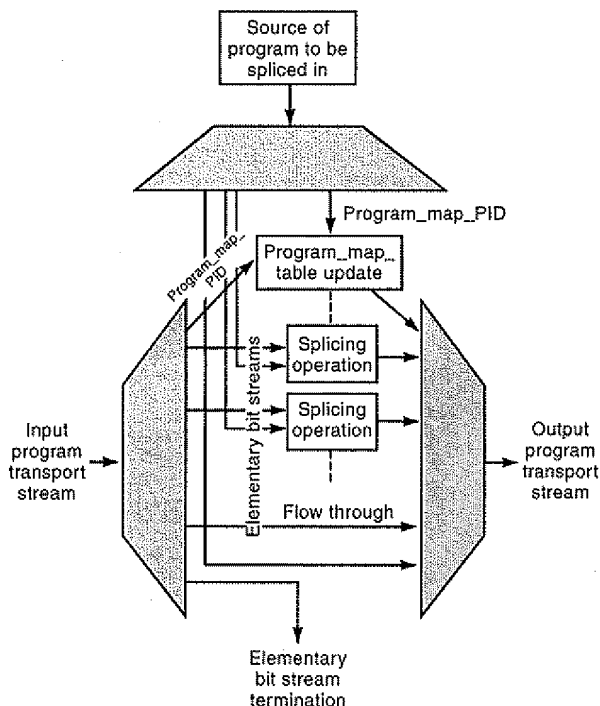 Source of
program to be
spliced in
Program_map_PID
Program_map_
PID
Program_map_
table update
Splicing
operation
Splicing
operation
Elementary bit streams
Input
program
transport
stream
Output
program
transport
stream
Flow through
Elementary
bit stream
termination